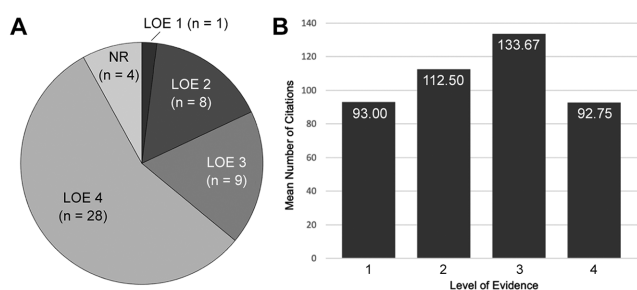 A
LOE 1 (n = 1)
NR
(n = 4)
LOE 2
(n = 8)
LOE 3
(n = 9)
LOE 4
(n = 28)
B
Mean Number of Citations
140
120
100
80
60
40
20
0
93.00
112.50
133.67
92.75
1
2
3
4
Level of Evidence